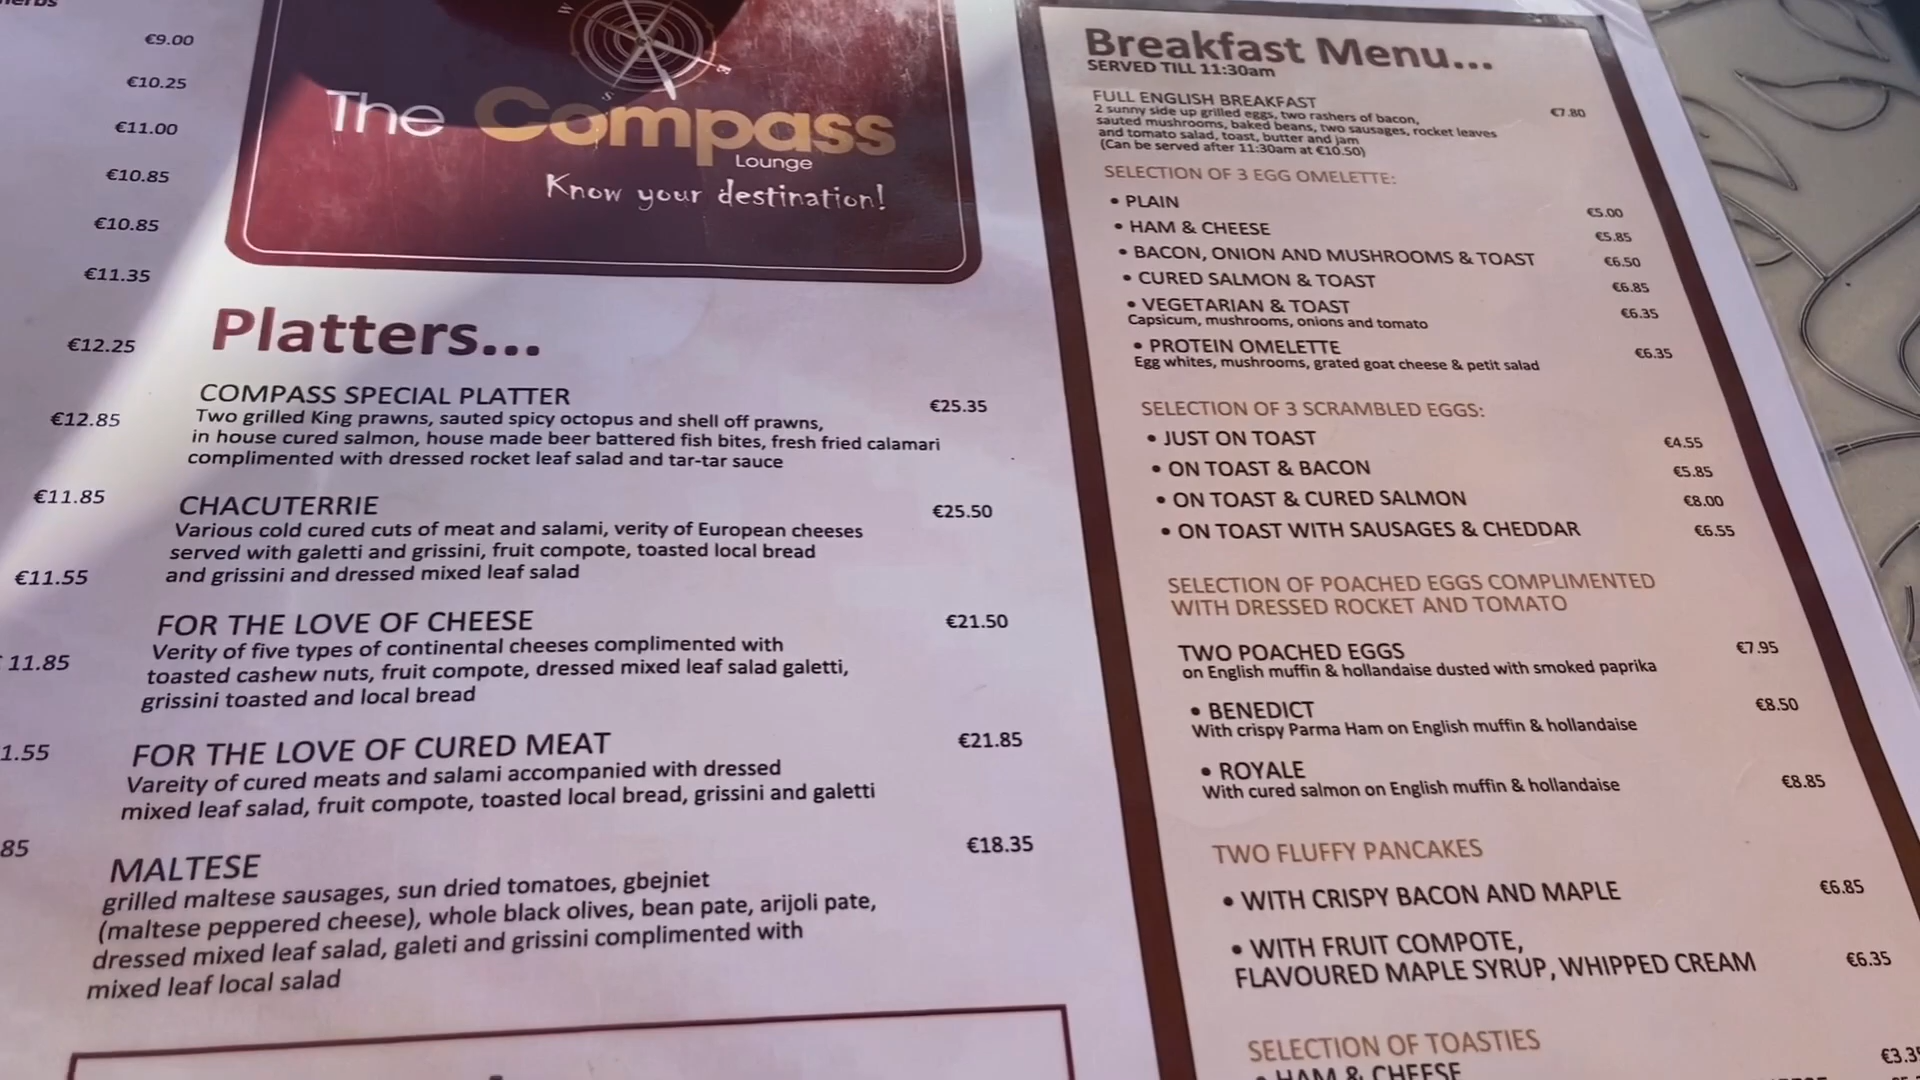 €9.00
€10.25
€11.00
€10.85
€10.85
€11.35
€12.25
€12.85
€11.85
€11.55
11.85
1.55
85
The Compass
Lounge
Know your destination!
Platters...
COMPASS SPECIAL PLATTER €25.35
Two grilled King prawns, sauted spicy octopus and shell off prawns,
in house cured salmon, house made beer battered fish bites, fresh fried calamari
complimented with dressed rocket leaf salad and tar-tar sauce
CHACUTERRIE €25.50
Various cold cured cuts of meat and salami, verity of European cheeses
served with galetti and grissini, fruit compote, toasted local bread
and grissini and dressed mixed leaf salad
FOR THE LOVE OF CHEESE €21.50
Verity of five types of continental cheeses complimented with
toasted cashew nuts, fruit compote, dressed mixed leaf salad galetti,
grissini toasted and local bread
FOR THE LOVE OF CURED MEAT €21.85
Vareity of cured meats and salami accompanied with dressed
mixed leaf salad, fruit compote, toasted local bread, grissini and galetti
MALTESE €18.35
grilled maltese sausages, sun dried tomatoes, gbejniet
(maltese peppered cheese), whole black olives, bean pate, arijoli pate,
dressed mixed leaf salad, galeti and grissini complimented with
mixed leaf local salad
Breakfast Menu...
SERVED TILL 11:30am
FULL ENGLISH BREAKFAST €7.80
2 sunny side up grilled eggs, two rashers of bacon,
sauted mushrooms, baked beans, two sausages, rocket leaves
and tomato salad, toast, butter and jam
(Can be served after 11:30am at €10.50)
SELECTION OF 3 EGG OMELETTE:
• PLAIN €5.00
• HAM & CHEESE €5.85
• BACON, ONION AND MUSHROOMS & TOAST €6.50
• CURED SALMON & TOAST €6.85
• VEGETARIAN & TOAST €6.35
Capsicum, mushrooms, onions and tomato
• PROTEIN OMELETTE €6.35
Egg whites, mushrooms, grated goat cheese & petit salad
SELECTION OF 3 SCRAMBLED EGGS:
• JUST ON TOAST €4.55
• ON TOAST & BACON €5.85
• ON TOAST & CURED SALMON €8.00
• ON TOAST WITH SAUSAGES & CHEDDAR €6.55
SELECTION OF POACHED EGGS COMPLIMENTED
WITH DRESSED ROCKET AND TOMATO
TWO POACHED EGGS €7.95
on English muffin & hollandaise dusted with smoked paprika
• BENEDICT €8.50
With crispy Parma Ham on English muffin & hollandaise
• ROYALE €8.85
With cured salmon on English muffin & hollandaise
TWO FLUFFY PANCAKES
• WITH CRISPY BACON AND MAPLE €6.85
• WITH FRUIT COMPOTE,
FLAVOURED MAPLE SYRUP, WHIPPED CREAM €6.35
SELECTION OF TOASTIES
• HAM & CHEESE €3.35